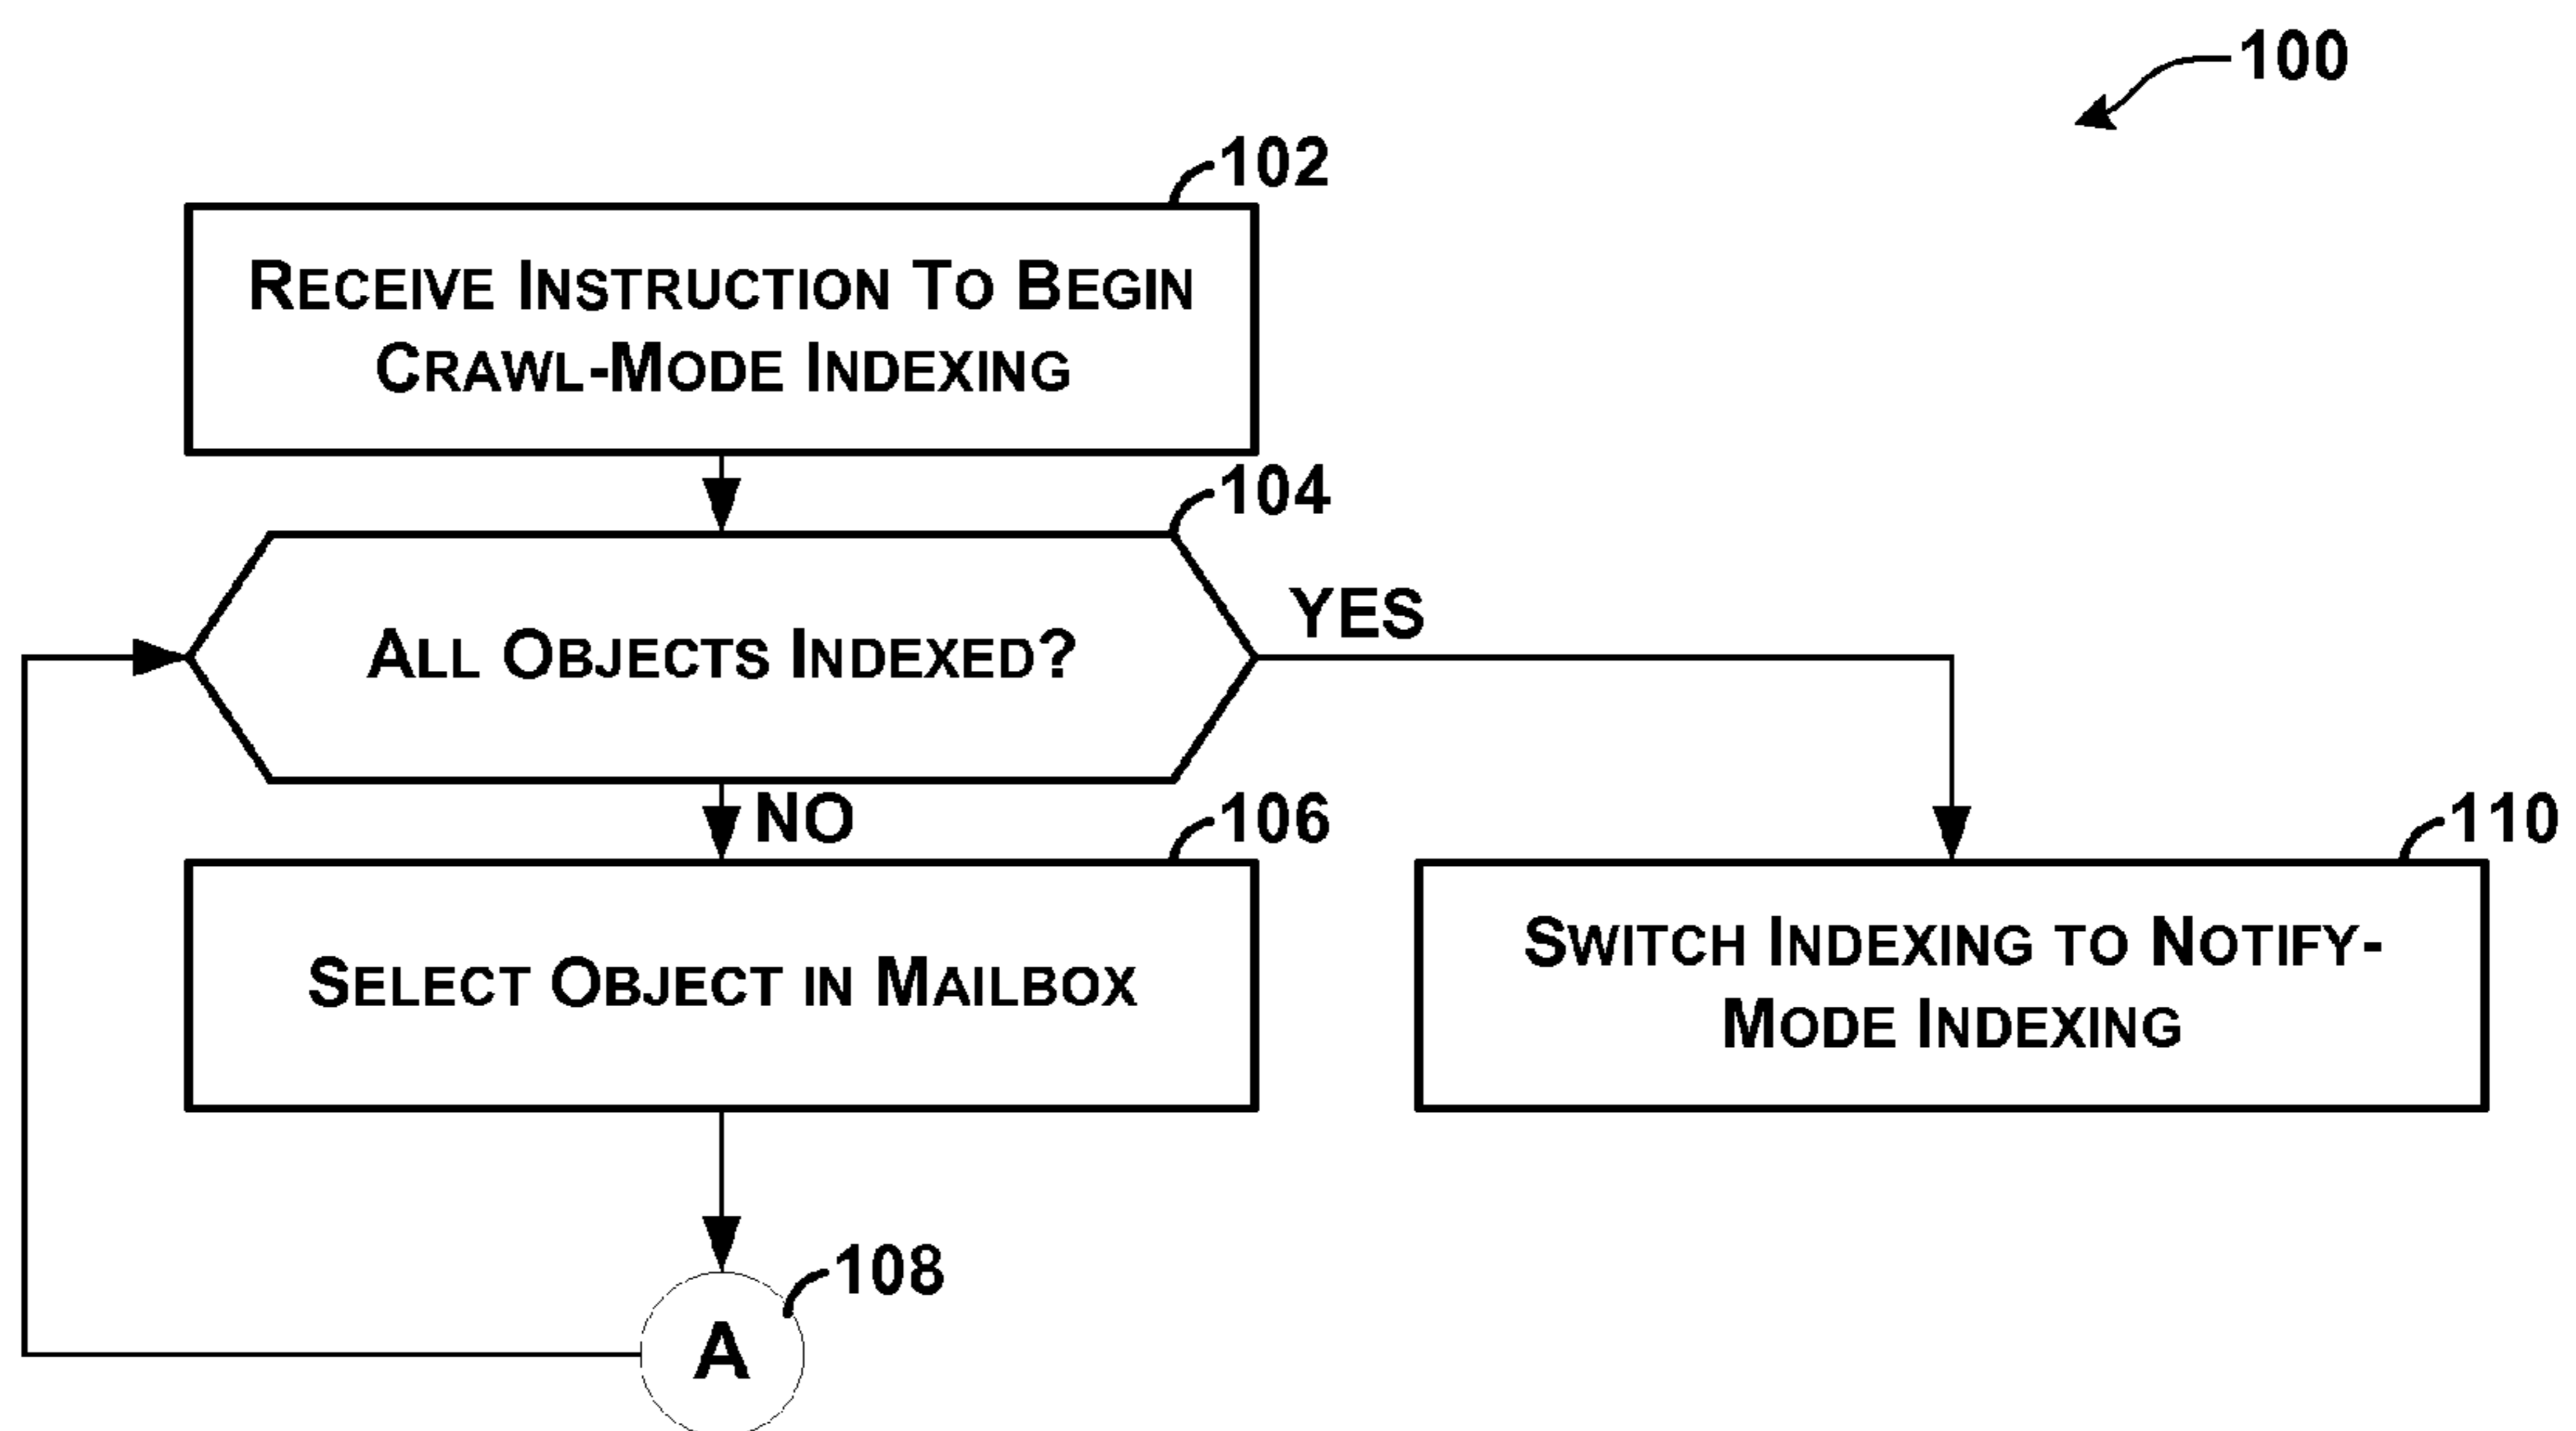 100
102
RECEIVE INSTRUCTION TO BEGIN
CRAWL-MODE INDEXING
104
ALL OBJECTS INDEXED?
YES
NO
106
SELECT OBJECT IN MAILBOX
110
SWITCH INDEXING TO NOTIFY-
MODE INDEXING
108
A